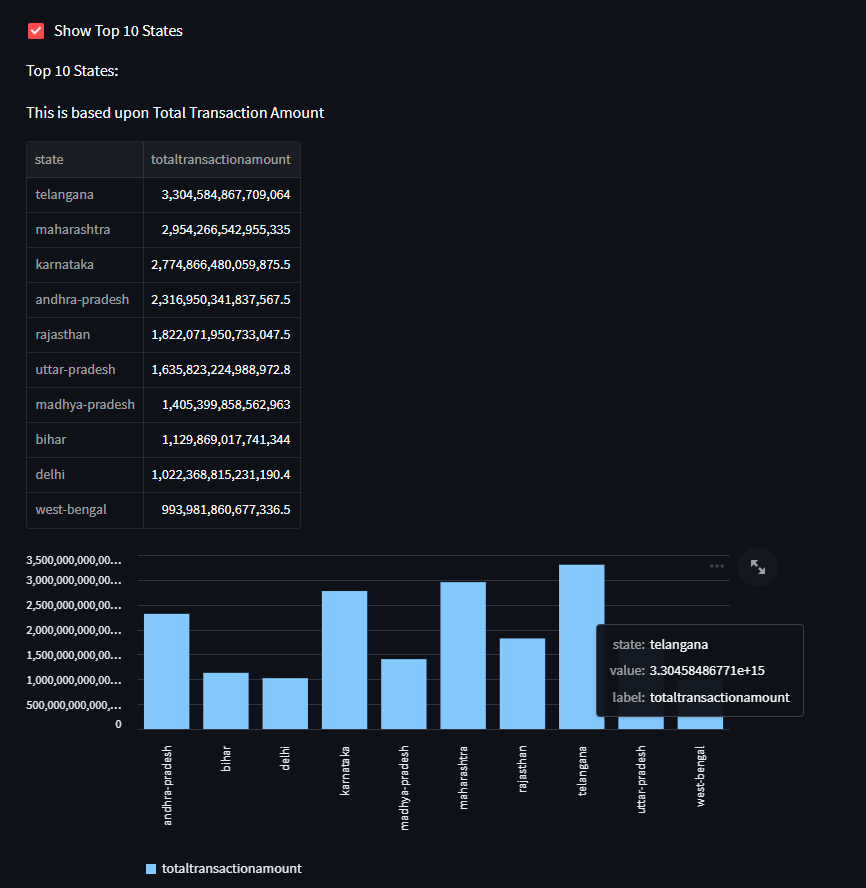 Show Top 10 States
Top 10 States:
This is based upon Total Transaction Amount
state totaltransactionamount
telangana 3,304,584,867,709,064
maharashtra 2,954,266,542,955,335
karnataka 2,774,866,480,059,875.5
andhra-pradesh 2,316,950,341,837,567.5
rajasthan 1,822,071,950,733,047.5
uttar-pradesh 1,635,823,224,988,972.8
madhya-pradesh 1,405,399,858,562,963
bihar 1,129,869,017,741,344
delhi 1,022,368,815,231,190.4
west-bengal 993,981,860,677,336.5
3,500,000,000,00...
3,000,000,000,00...
2,500,000,000,00...
2,000,000,000,00...
1,500,000,000,00...
1,000,000,000,00...
500,000,000,000,...
0
state: telangana
value: 3.30458486771e+15
label: totaltransactionamount
andhra-pradesh
bihar
delhi
karnataka
madhya-pradesh
maharashtra
rajasthan
telangana
uttar-pradesh
west-bengal
totaltransactionamount